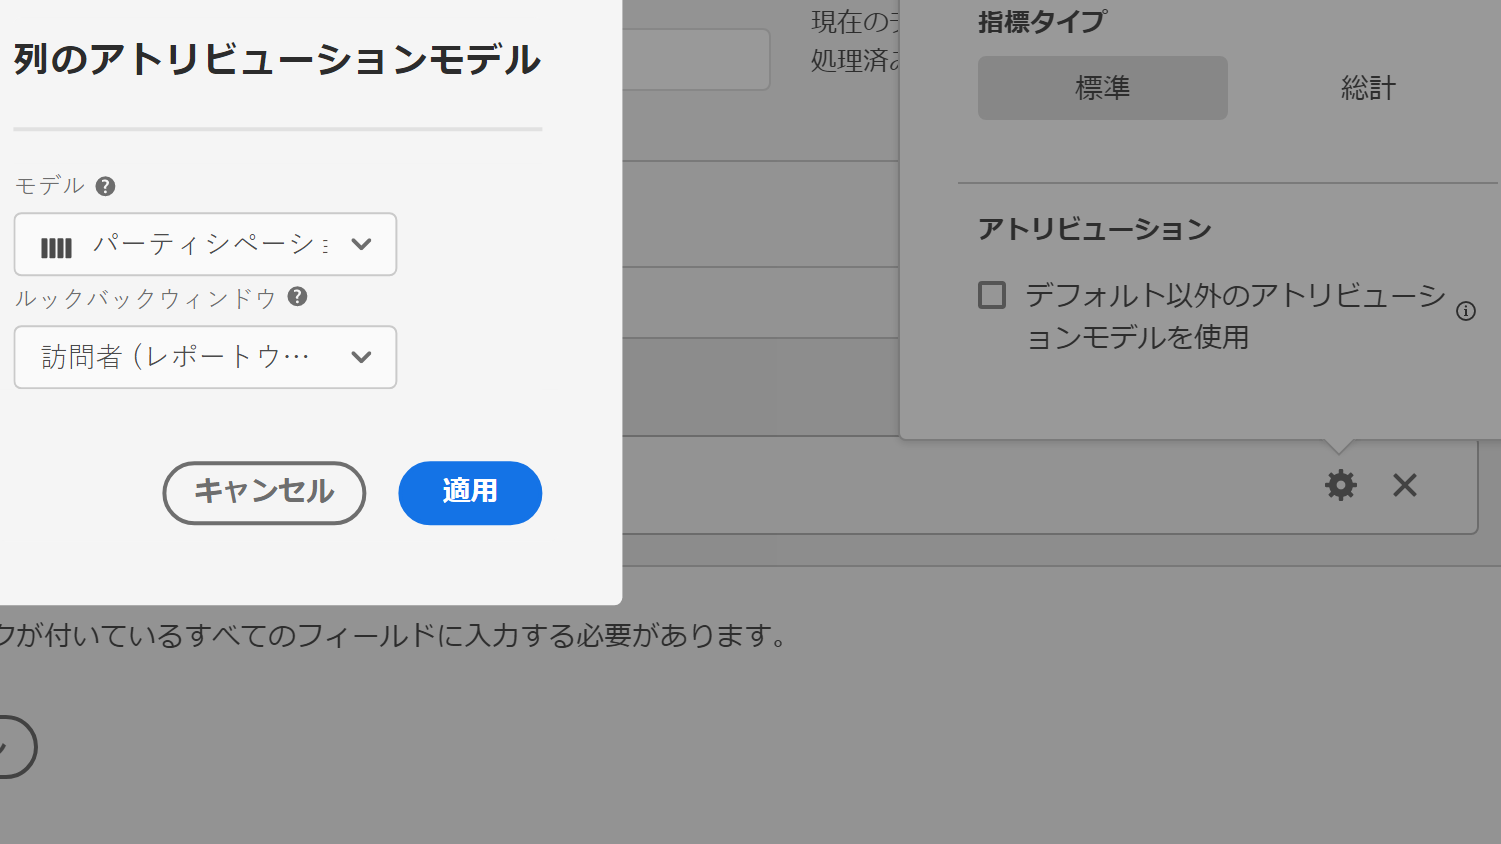 列のアトリビューションモデル
モデル
パーティシペーション
ルックバックウィンドウ
訪問者 (レポートウ…
キャンセル
適用
現在の
処理済み
指標タイプ
標準
総計
アトリビューション
デフォルト以外のアトリビューシ
ョンモデルを使用
クが付いているすべてのフィールドに入力する必要があります。